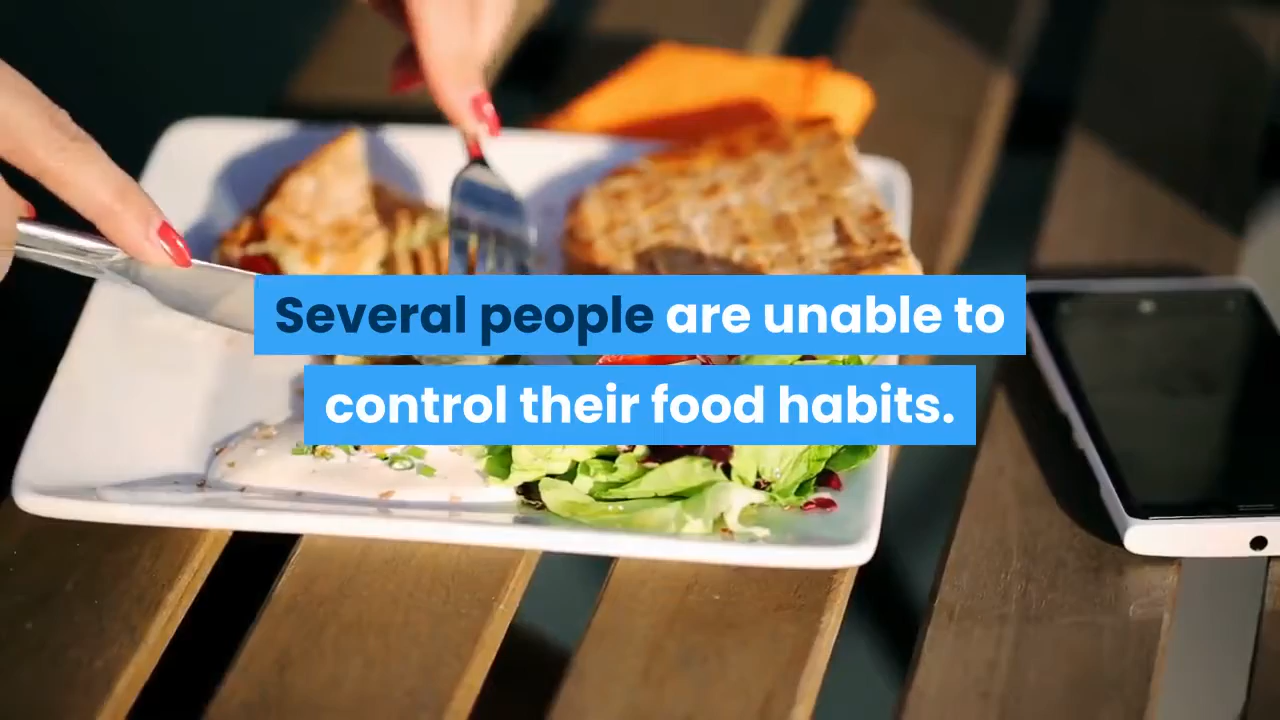 Several people are unable to
control their food habits.